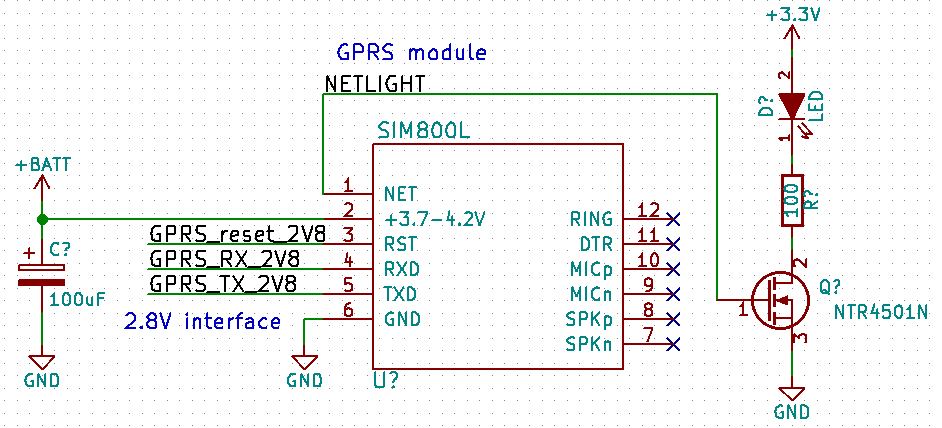 +3.3V
GPRS module
NETLIGHT
2
D?
LED
1
SIM800L
+BATT
1 NET
2 +3.7-4.2V
GPRS_reset_2V8 3 RST
GPRS_RX_2V8 4 RXD
GPRS_TX_2V8 5 TXD
2.8V interface
6 GND
RING 12
DTR 11
MICp 10
MICn 9
SPKp 8
SPKn 7
+ C?
100uF
GND
GND
U?
100
R?
2
Q?
1
NTR4501N
3
GND